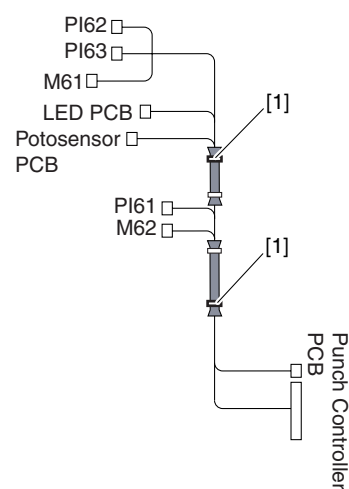 PI62
PI63
M61
LED PCB
[1]
Potosensor
PCB
PI61
M62
[1]
Punch Controller
PCB